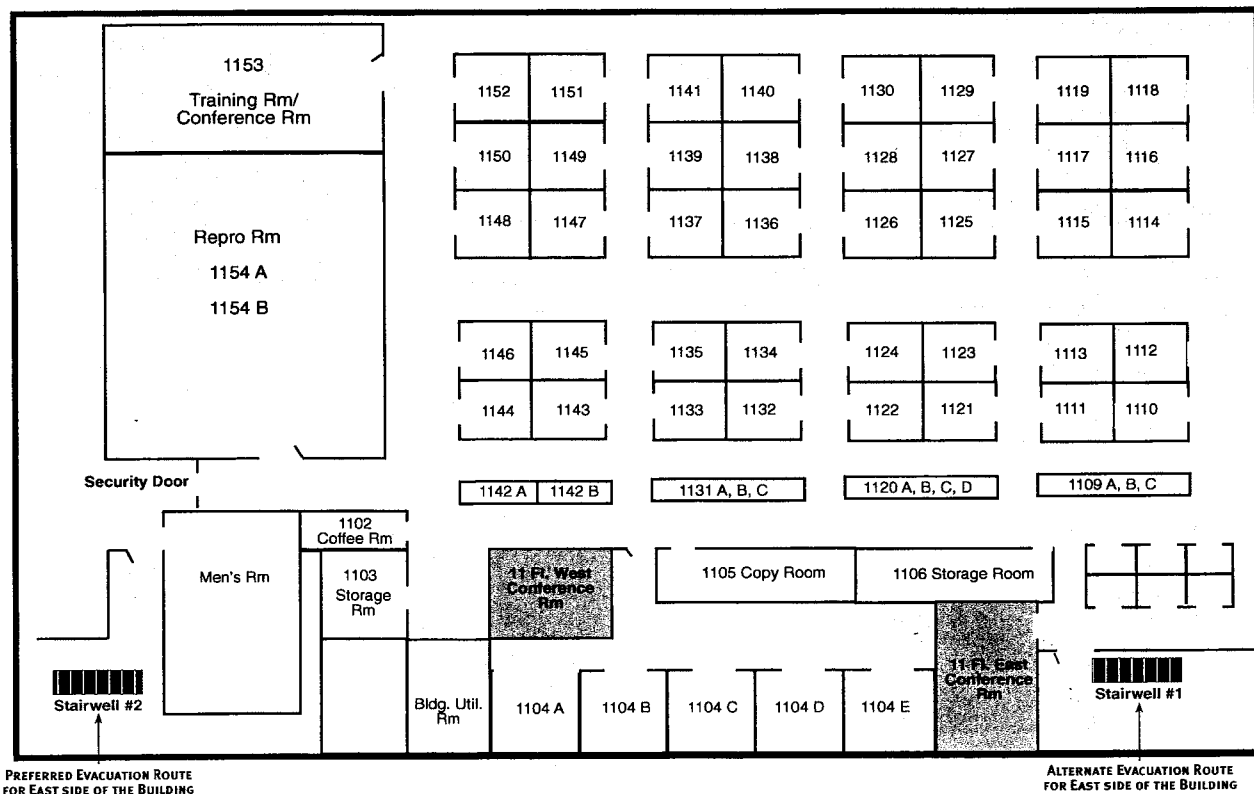 1153
Training Rm/
Conference Rm
1152 1151 1141 1140 1130 1129 1119 1118
1150 1149 1139 1138 1128 1127 1117 1116
1148 1147 1137 1136 1126 1125 1115 1114
Repro Rm
1154 A
1154 B
1146 1145 1135 1134 1124 1123 1113 1112
1144 1143 1133 1132 1122 1121 1111 1110
Security Door
1142 A 1142 B 1131 A, B, C 1120 A, B, C, D 1109 A, B, C
1102
Coffee Rm
Men's Rm
1103
Storage
Rm
11 Fl. West
Conference
Rm
1105 Copy Room 1106 Storage Room
11 Fl. East
Conference
Rm
Bldg. Util.
Rm
1104 A 1104 B 1104 C 1104 D 1104 E
Stairwell #2
Stairwell #1
PREFERRED EVACUATION ROUTE
FOR EAST SIDE OF THE BUILDING
ALTERNATE EVACUATION ROUTE
FOR EAST SIDE OF THE BUILDING